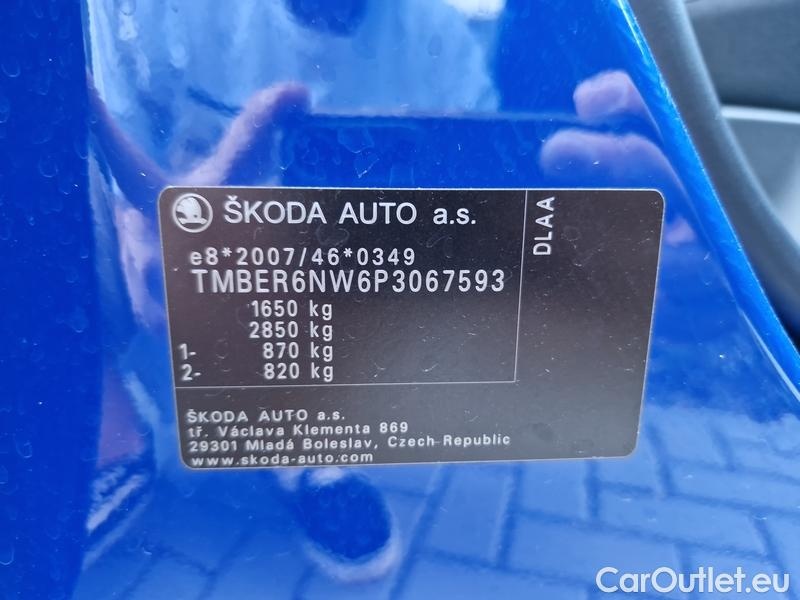 ŠKODA AUTO a.s.
e8*2007/46*0349
TMBER6NW6P3067593
1650 kg
2850 kg
1- 870 kg
2- 820 kg
DLAA
ŠKODA AUTO a.s.
tř. Václava Klementa 869
29301 Mladá Boleslav, Czech Republic
www.skoda-auto.com
CarOutlet.eu